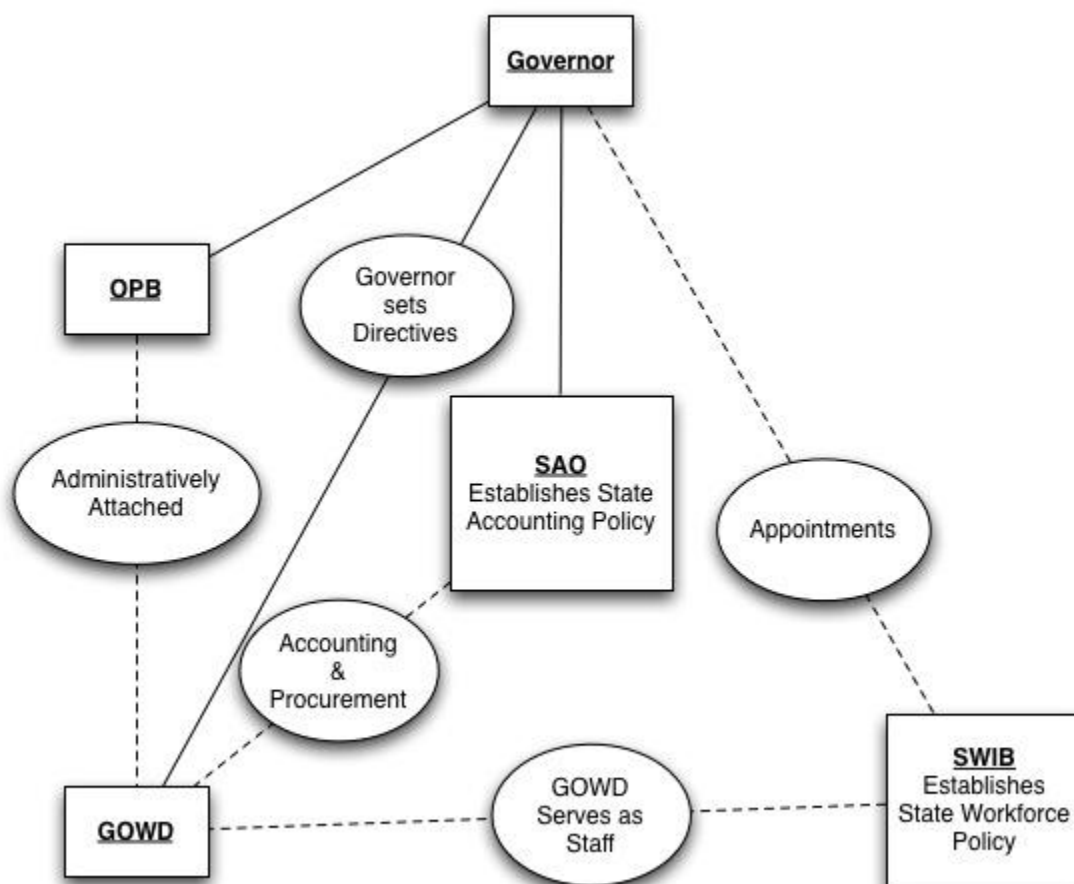 Governor
OPB
Governor
sets
Directives
Administratively
Attached
SAO
Establishes State
Accounting Policy
Appointments
Accounting
&
Procurement
GOWD
GOWD
Serves as
Staff
SWIB
Establishes
State Workforce
Policy